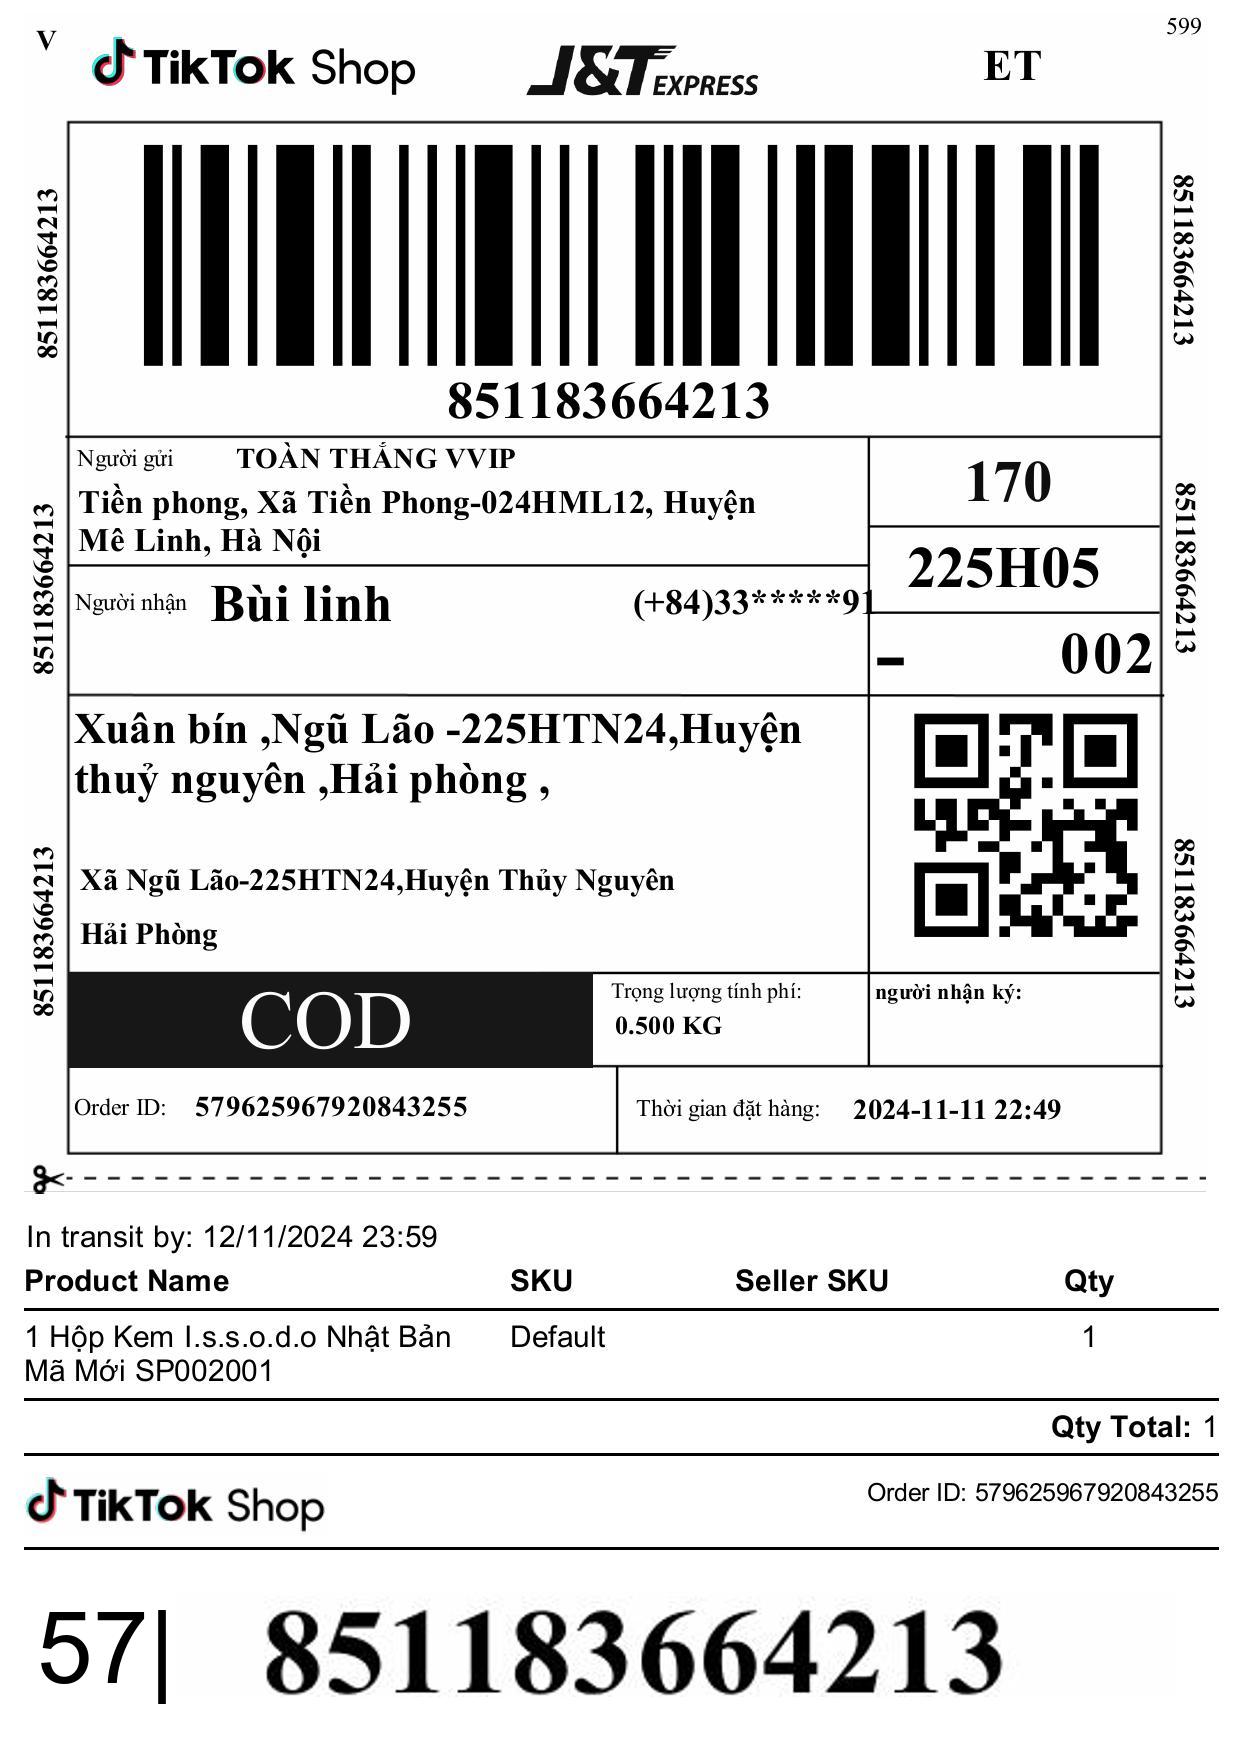 599
V
TikTok Shop
J&T EXPRESS
ET
851183664213
851183664213
851183664213
Người gửi TOÀN THẮNG VVIP
Tiền phong, Xã Tiền Phong-024HML12, Huyện
Mê Linh, Hà Nội
170
225H05
851183664213
851183664213
Người nhận Bùi linh (+84)33*****91
- 002
Xuân bín ,Ngũ Lão -225HTN24,Huyện
thuỷ nguyên ,Hải phòng ,
Xã Ngũ Lão-225HTN24,Huyện Thủy Nguyên
Hải Phòng
851183664213
851183664213
COD
Trọng lượng tính phí:
0.500 KG
người nhận ký:
Order ID: 579625967920843255
Thời gian đặt hàng: 2024-11-11 22:49
In transit by: 12/11/2024 23:59
Product Name SKU Seller SKU Qty
1 Hộp Kem I.s.s.o.d.o Nhật Bản Default 1
Mã Mới SP002001
Qty Total: 1
TikTok Shop
Order ID: 579625967920843255
57| 851183664213